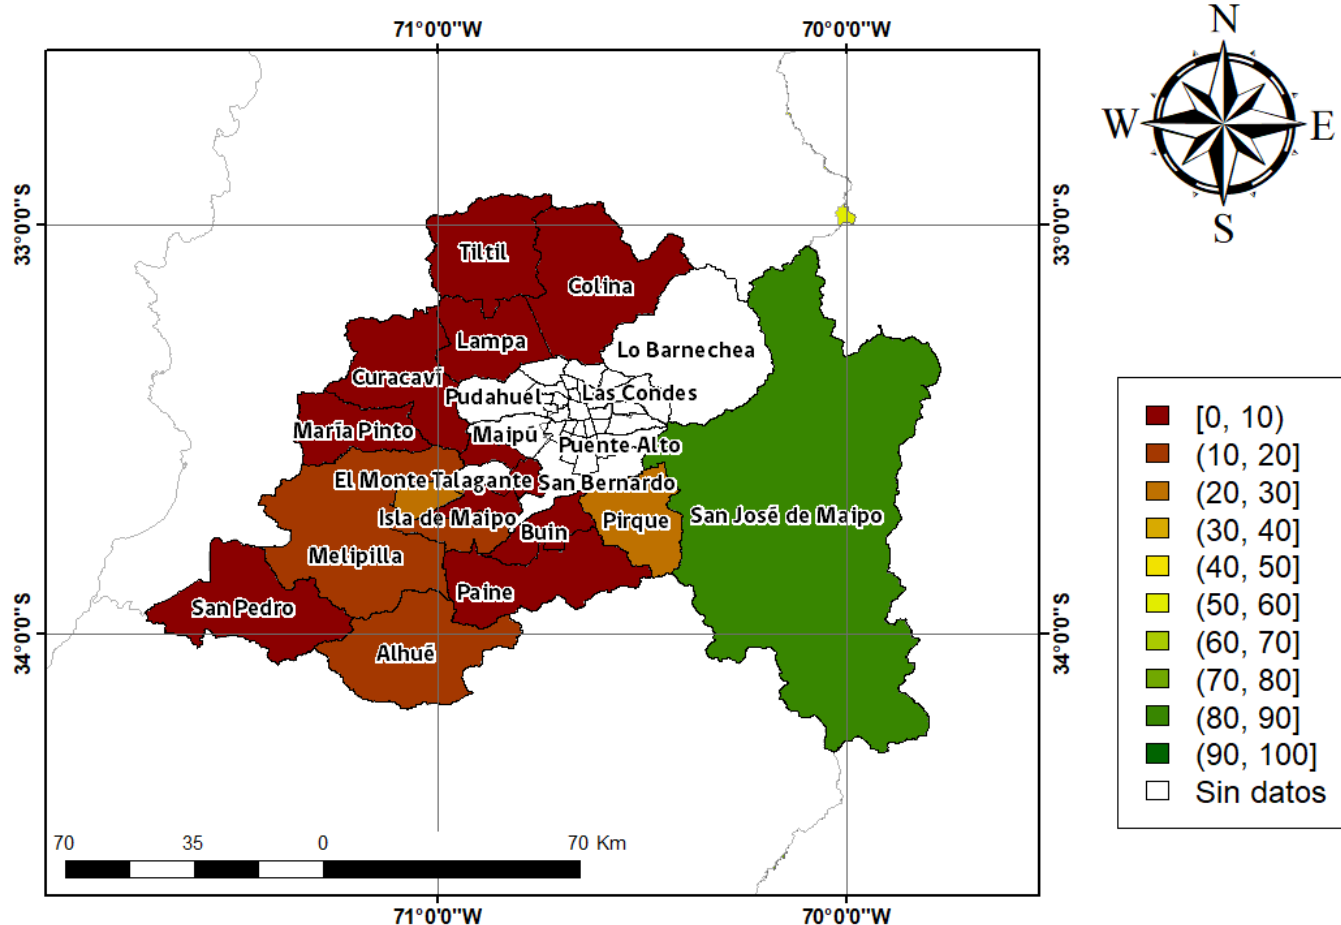 71°0'0"W
70°0'0"W
N
W
E
S
33°0'0"S
33°0'0"S
Tiltil
Colina
Lampa
Lo Barnechea
Curacaví
Pudahuel
Las Condes
María Pinto
Maipú
Puente Alto
El Monte
Talagante
San Bernardo
Isla de Maipo
Pirque
San José de Maipo
Buin
Melipilla
Paine
San Pedro
Alhué
34°0'0"S
34°0'0"S
[0, 10)
(10, 20]
(20, 30]
(30, 40]
(40, 50]
(50, 60]
(60, 70]
(70, 80]
(80, 90]
(90, 100]
Sin datos
70 35 0 70 Km
71°0'0"W
70°0'0"W